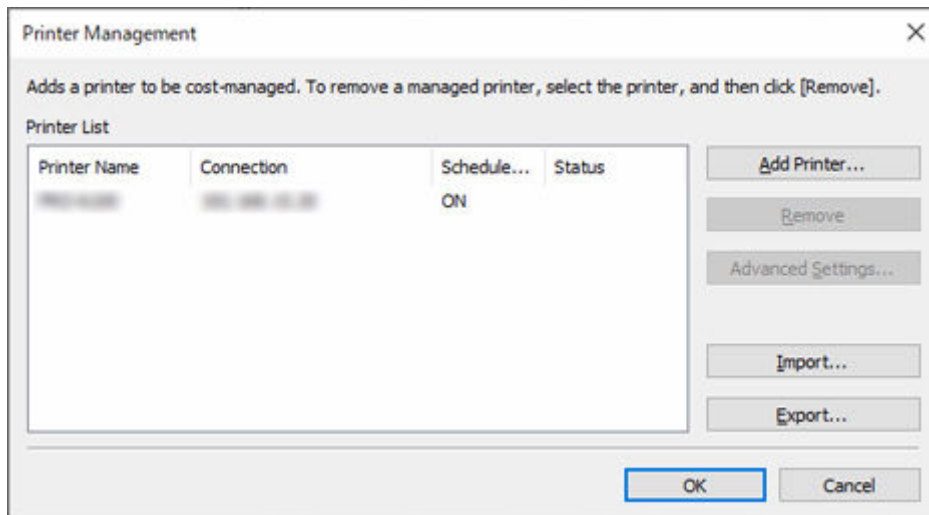 Printer Management
Adds a printer to be cost-managed. To remove a managed printer, select the printer, and then click [Remove].
Printer List
Printer Name Connection Schedule... Status
ON
Add Printer...
Remove
Advanced Settings...
Import...
Export...
OK Cancel